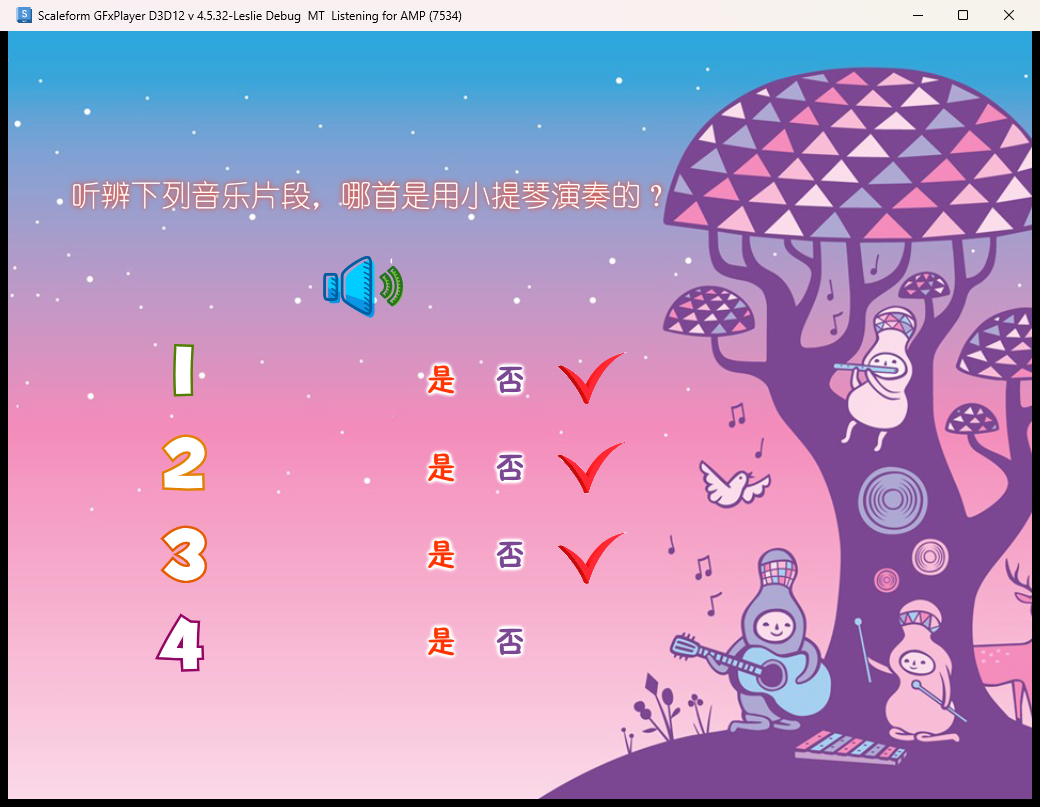 Scaleform GFxPlayer D3D12 v 4.5.32-Leslie Debug  MT  Listening for AMP (7534)
听辨下列音乐片段，哪首是用小提琴演奏的？
1 是 否
2 是 否
3 是 否
4 是 否